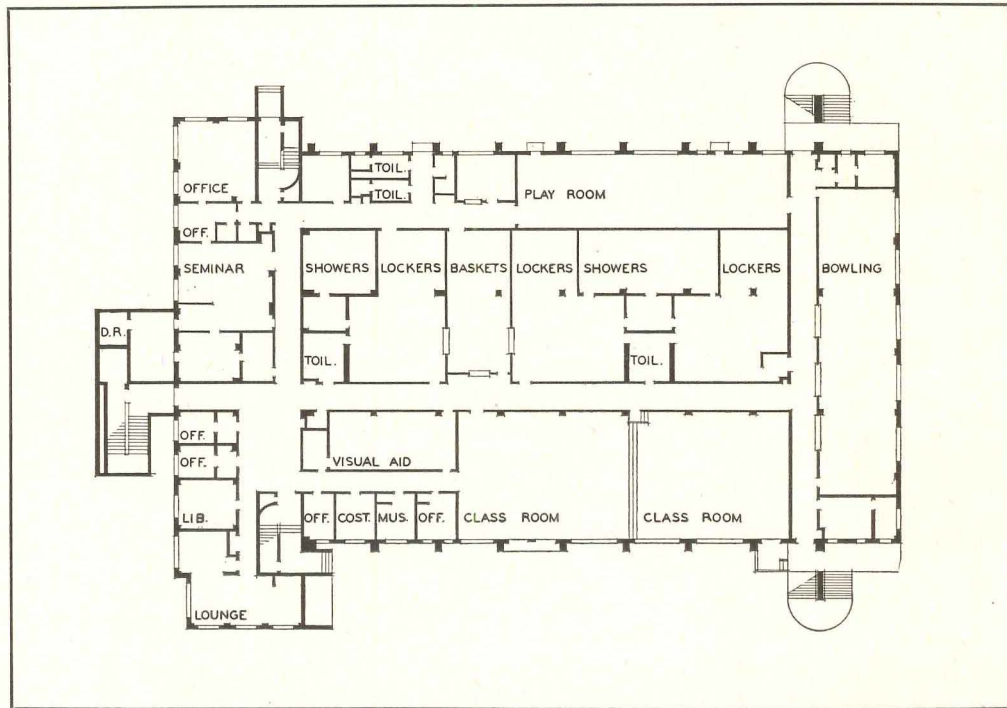 OFFICE
TOIL.
TOIL.
PLAY ROOM
OFF.
SEMINAR
SHOWERS
LOCKERS
BASKETS
LOCKERS
SHOWERS
LOCKERS
BOWLING
D.R.
TOIL.
TOIL.
OFF.
OFF.
VISUAL AID
LIB.
OFF.
COST.
MUS.
OFF.
CLASS ROOM
CLASS ROOM
LOUNGE